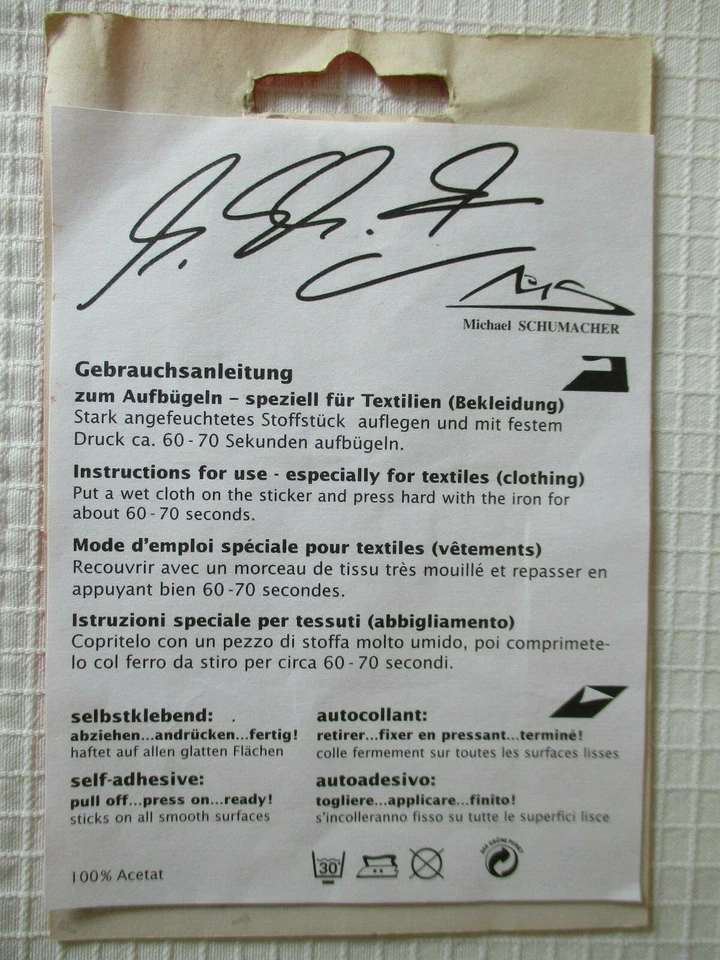 Michael SCHUMACHER
Gebrauchsanleitung
zum Aufbügeln – speziell für Textilien (Bekleidung)
Stark angefeuchtetes Stoffstück auflegen und mit festem
Druck ca. 60 - 70 Sekunden aufbügeln.
Instructions for use - especially for textiles (clothing)
Put a wet cloth on the sticker and press hard with the iron for
about 60 - 70 seconds.
Mode d'emploi spéciale pour textiles (vêtements)
Recouvrir avec un morceau de tissu très mouillé et repasser en
appuyant bien 60 -70 secondes.
Istruzioni speciale per tessuti (abbigliamento)
Copritelo con un pezzo di stoffa molto umido, poi comprimete-
lo col ferro da stiro per circa 60 - 70 secondi.
selbstklebend:
abziehen...andrücken...fertig!
haftet auf allen glatten Flächen
autocollant:
retirer...fixer en pressant...terminé!
colle fermement sur toutes les surfaces lisses
self-adhesive:
pull off...press on...ready!
sticks on all smooth surfaces
autoadesivo:
togliere...applicare...finito!
s'incolleranno fisso su tutte le superfici lisce
100% Acetat
30°
DER GRÜNE PUNKT